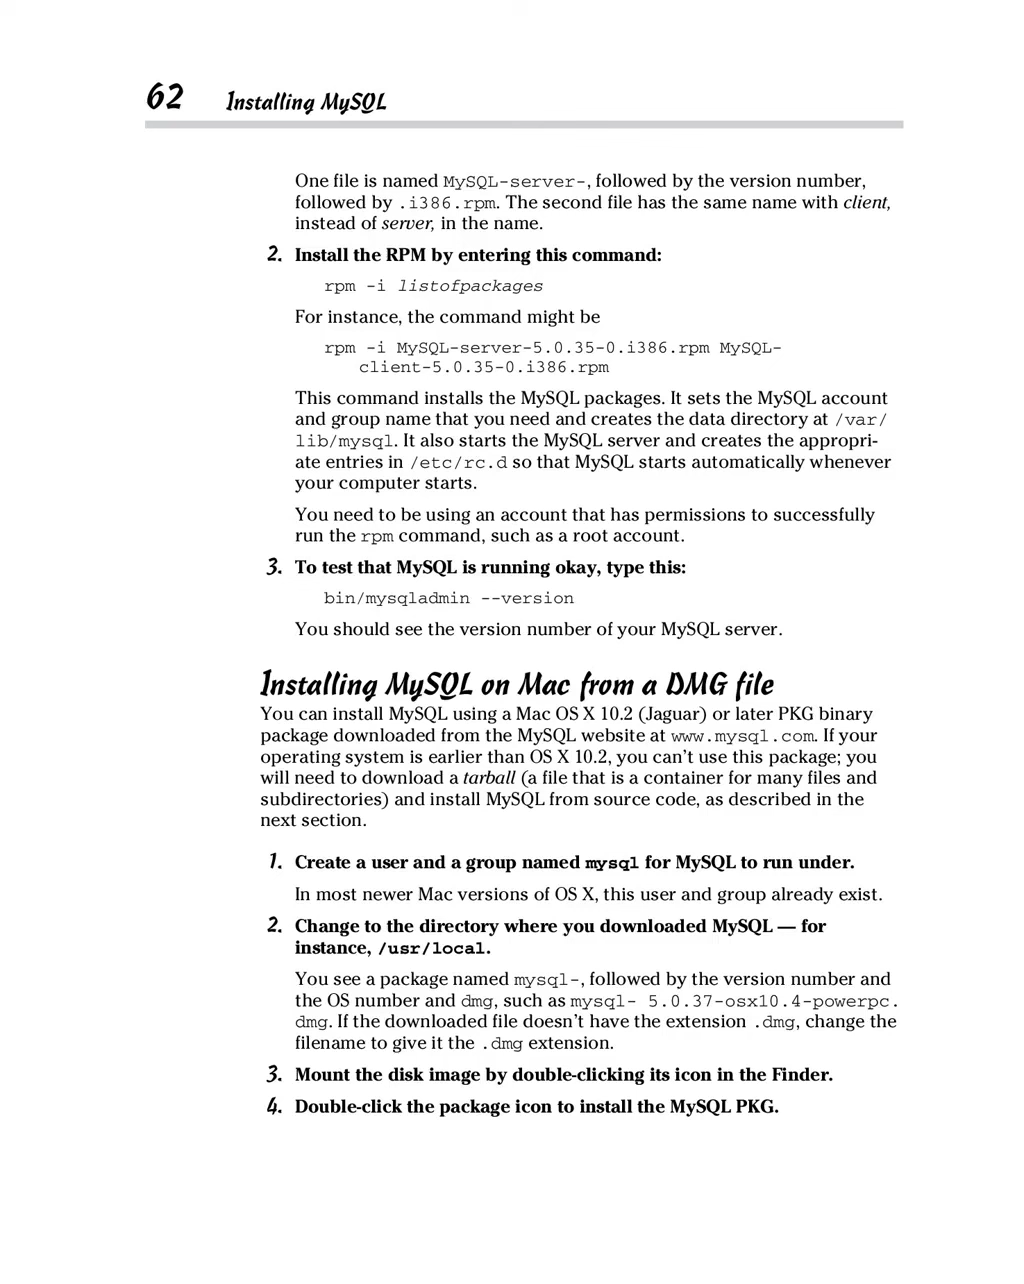 62 Installing MySQL
One file is named MySQL-server-, followed by the version number,
followed by .i386.rpm. The second file has the same name with client,
instead of server, in the name.
2. Install the RPM by entering this command:
rpm -i listofpackages
For instance, the command might be
rpm -i MySQL-server-5.0.35-0.i386.rpm MySQL-
client-5.0.35-0.i386.rpm
This command installs the MySQL packages. It sets the MySQL account
and group name that you need and creates the data directory at /var/
lib/mysql. It also starts the MySQL server and creates the appropri-
ate entries in /etc/rc.d so that MySQL starts automatically whenever
your computer starts.
You need to be using an account that has permissions to successfully
run the rpm command, such as a root account.
3. To test that MySQL is running okay, type this:
bin/mysqladmin --version
You should see the version number of your MySQL server.
Installing MySQL on Mac from a DMG file
You can install MySQL using a Mac OS X 10.2 (Jaguar) or later PKG binary
package downloaded from the MySQL website at www.mysql.com. If your
operating system is earlier than OS X 10.2, you can't use this package; you
will need to download a tarball (a file that is a container for many files and
subdirectories) and install MySQL from source code, as described in the
next section.
1. Create a user and a group named mysql for MySQL to run under.
In most newer Mac versions of OS X, this user and group already exist.
2. Change to the directory where you downloaded MySQL — for
instance, /usr/local.
You see a package named mysql-, followed by the version number and
the OS number and dmg, such as mysql- 5.0.37-osx10.4-powerpc.
dmg. If the downloaded file doesn't have the extension .dmg, change the
filename to give it the .dmg extension.
3. Mount the disk image by double-clicking its icon in the Finder.
4. Double-click the package icon to install the MySQL PKG.